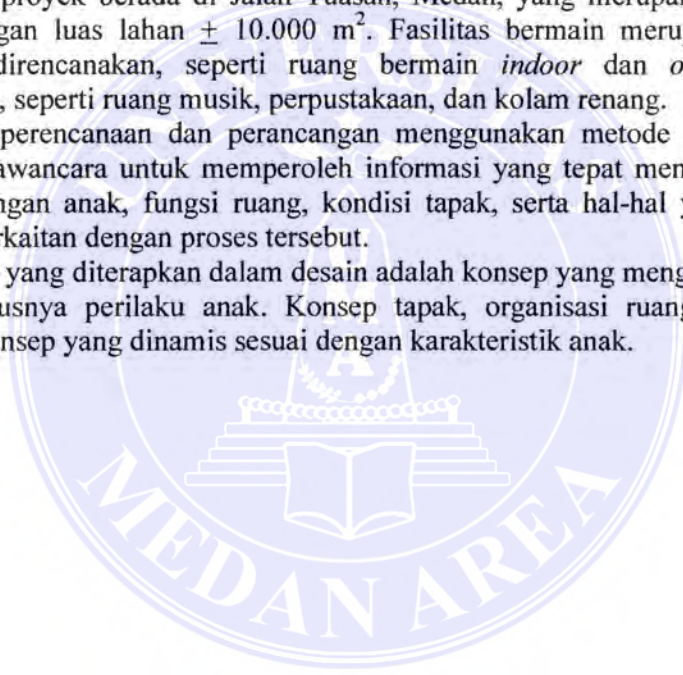 proyek berada di Jalan Tuasan, Medan, yang merupa
gan luas lahan ± 10.000 m². Fasilitas bermain meru
direncanakan, seperti ruang bermain indoor dan o
, seperti ruang musik, perpustakaan, dan kolam renang.
perencanaan dan perancangan menggunakan metode
awancara untuk memperoleh informasi yang tepat men
ngan anak, fungsi ruang, kondisi tapak, serta hal-hal y
rkaitan dengan proses tersebut.
yang diterapkan dalam desain adalah konsep yang meng
usnya perilaku anak. Konsep tapak, organisasi ruang
onsep yang dinamis sesuai dengan karakteristik anak.
UNIVERSITAS
MEDAN AREA